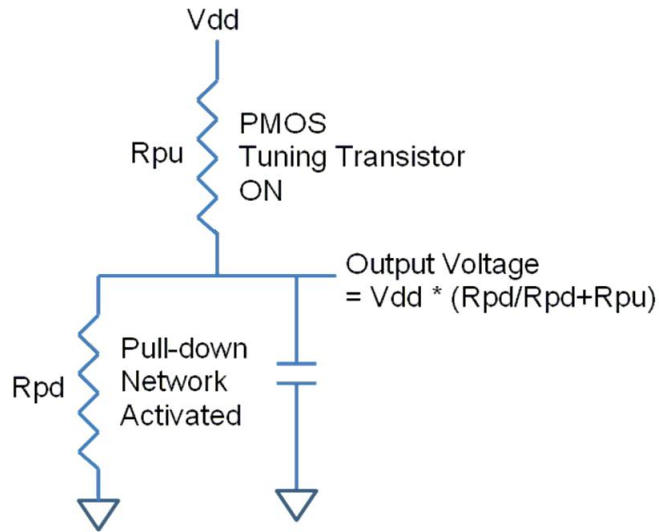 Vdd
Rpu
PMOS
Tuning Transistor
ON
Output Voltage
= Vdd * (Rpd/Rpd+Rpu)
Rpd
Pull-down
Network
Activated